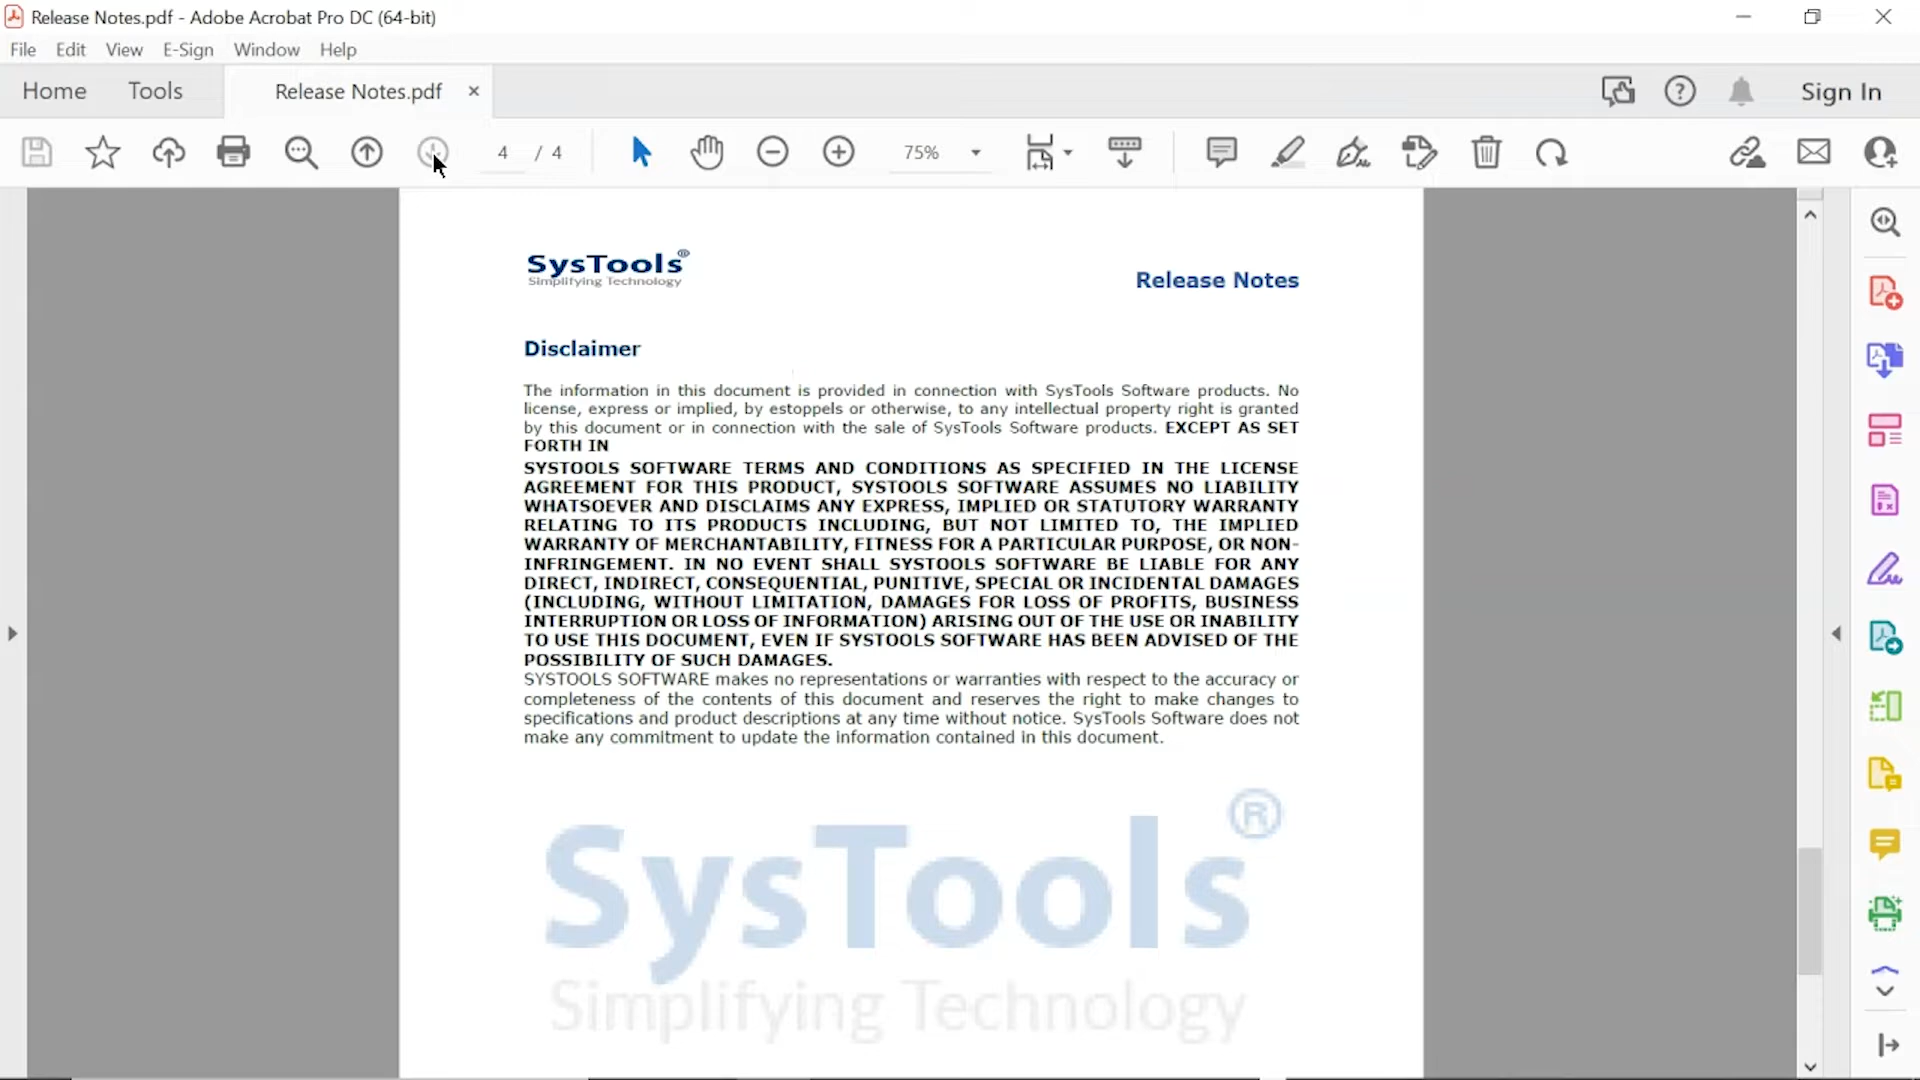 Release Notes.pdf - Adobe Acrobat Pro DC (64-bit)
File Edit View E-Sign Window Help
Home Tools Release Notes.pdf × Sign In
4 / 4 75%
SysTools® Release Notes
Simplifying Technology
Disclaimer
The information in this document is provided in connection with SysTools Software products. No
license, express or implied, by estoppels or otherwise, to any intellectual property right is granted
by this document or in connection with the sale of SysTools Software products. EXCEPT AS SET
FORTH IN
SYSTOOLS SOFTWARE TERMS AND CONDITIONS AS SPECIFIED IN THE LICENSE
AGREEMENT FOR THIS PRODUCT, SYSTOOLS SOFTWARE ASSUMES NO LIABILITY
WHATSOEVER AND DISCLAIMS ANY EXPRESS, IMPLIED OR STATUTORY WARRANTY
RELATING TO ITS PRODUCTS INCLUDING, BUT NOT LIMITED TO, THE IMPLIED
WARRANTY OF MERCHANTABILITY, FITNESS FOR A PARTICULAR PURPOSE, OR NON-
INFRINGEMENT. IN NO EVENT SHALL SYSTOOLS SOFTWARE BE LIABLE FOR ANY
DIRECT, INDIRECT, CONSEQUENTIAL, PUNITIVE, SPECIAL OR INCIDENTAL DAMAGES
(INCLUDING, WITHOUT LIMITATION, DAMAGES FOR LOSS OF PROFITS, BUSINESS
INTERRUPTION OR LOSS OF INFORMATION) ARISING OUT OF THE USE OR INABILITY
TO USE THIS DOCUMENT, EVEN IF SYSTOOLS SOFTWARE HAS BEEN ADVISED OF THE
POSSIBILITY OF SUCH DAMAGES.
SYSTOOLS SOFTWARE makes no representations or warranties with respect to the accuracy or
completeness of the contents of this document and reserves the right to make changes to
specifications and product descriptions at any time without notice. SysTools Software does not
make any commitment to update the information contained in this document.
SysTools®
Simplifying Technology